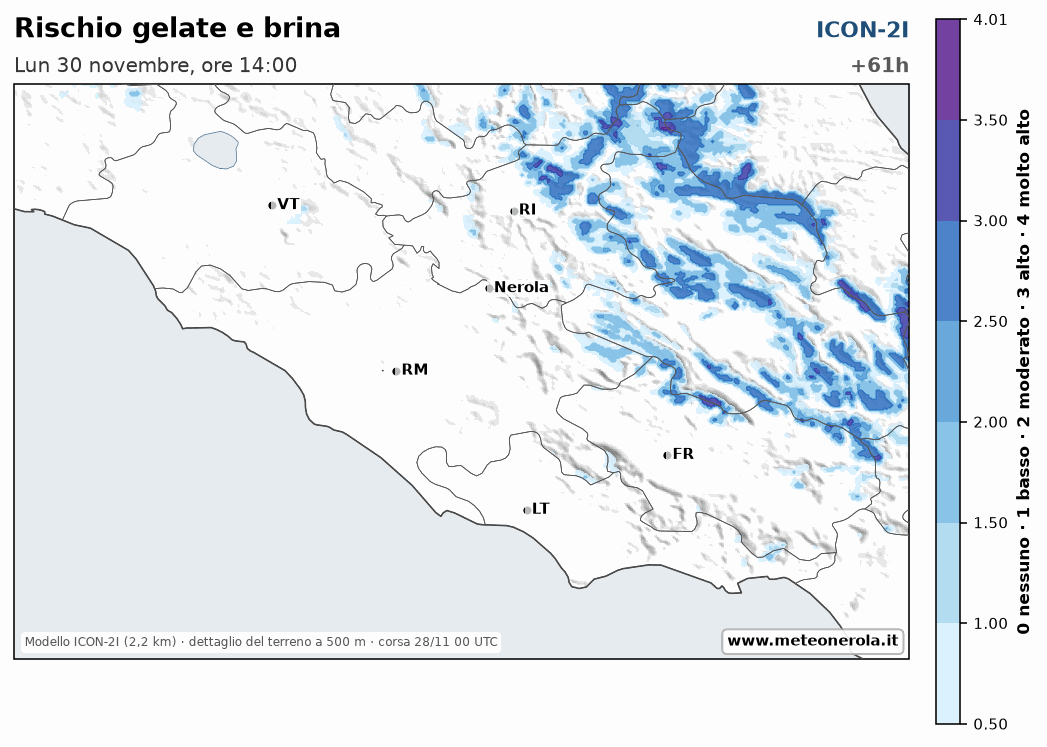 Rischio gelate e brina
ICON-2I
Lun 30 novembre, ore 14:00
+61h
4.01
3.50
3.00
2.50
2.00
1.50
1.00
0.50
0 nessuno · 1 basso · 2 moderato · 3 alto · 4 molto alto
VT
RI
Nerola
RM
FR
LT
Modello ICON-2I (2,2 km) · dettaglio del terreno a 500 m · corsa 28/11 00 UTC
www.meteonerola.it